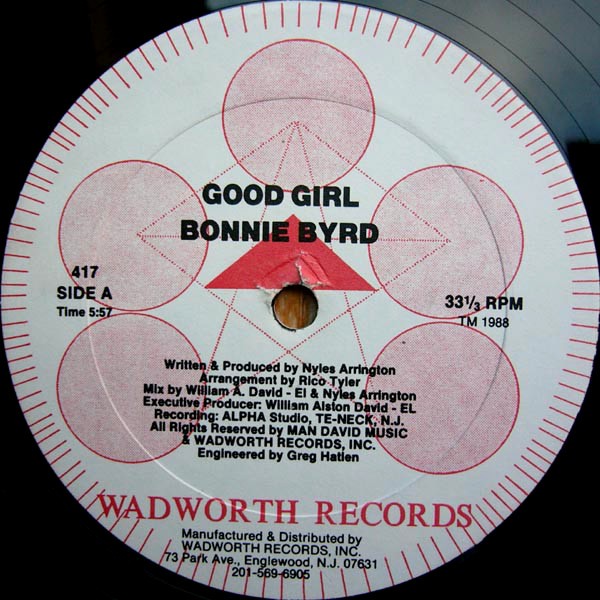 GOOD GIRL
BONNIE BYRD
417
SIDE A
Time 5:57
33 1/3 RPM
TM 1988
Written & Produced by Nyles Arrington
Arrangement by Rico Tyler
Mix by William A. David - El & Nyles Arrington
Executive Producer: William Alston David - EL
Recording: ALPHA Studio, TE-NECK, N.J.
All Rights Reserved by MAN DAVID MUSIC
& WADWORTH RECORDS, INC.
Engineered by Greg Hatlen
WADWORTH RECORDS
Manufactured & Distributed by
WADWORTH RECORDS, INC.
73 Park Ave., Englewood, N.J. 07631
201-569-6905